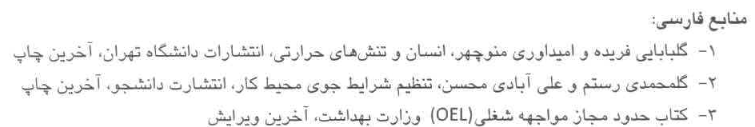 منابع فارسی:
۱- گلبابایی فریده و امیداوری منوچهر، انسان و تنش‌های حرارتی، انتشارات دانشگاه تهران، آخرین چاپ
۲- گلمحمدی رستم و علی آبادی محسن، تنظیم شرایط جوی محیط کار، انتشارت دانشجو، آخرین چاپ
۳- کتاب حدود مجاز مواجهه شغلی(OEL) وزارت بهداشت، آخرین ویرایش